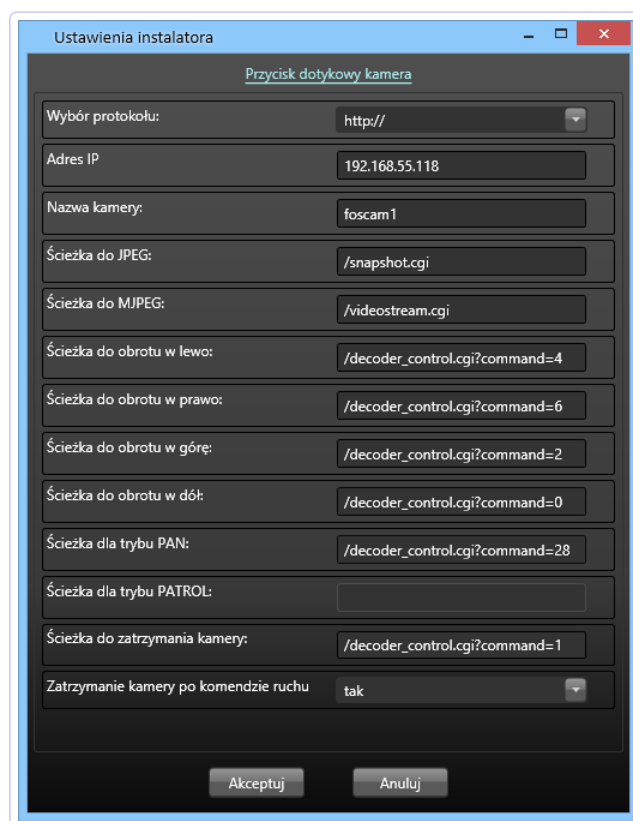 Ustawienia instalatora
Przycisk dotykowy kamera
Wybór protokołu:
http://
Adres IP
192.168.55.118
Nazwa kamery:
foscam1
Ścieżka do JPEG:
/snapshot.cgi
Ścieżka do MJPEG:
/videostream.cgi
Ścieżka do obrotu w lewo:
/decoder_control.cgi?command=4
Ścieżka do obrotu w prawo:
/decoder_control.cgi?command=6
Ścieżka do obrotu w górę:
/decoder_control.cgi?command=2
Ścieżka do obrotu w dół:
/decoder_control.cgi?command=0
Ścieżka dla trybu PAN:
/decoder_control.cgi?command=28
Ścieżka dla trybu PATROL:
Ścieżka do zatrzymania kamery:
/decoder_control.cgi?command=1
Zatrzymanie kamery po komendzie ruchu
tak
Akceptuj
Anuluj